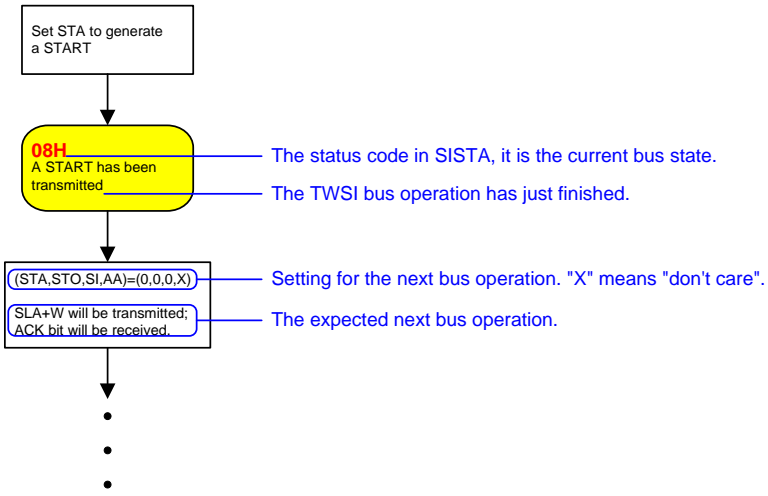 Set STA to generate
a START
08H
A START has been
transmitted
The status code in SISTA, it is the current bus state.
The TWSI bus operation has just finished.
(STA,STO,SI,AA)=(0,0,0,X)
Setting for the next bus operation. "X" means "don't care".
SLA+W will be transmitted;
ACK bit will be received.
The expected next bus operation.